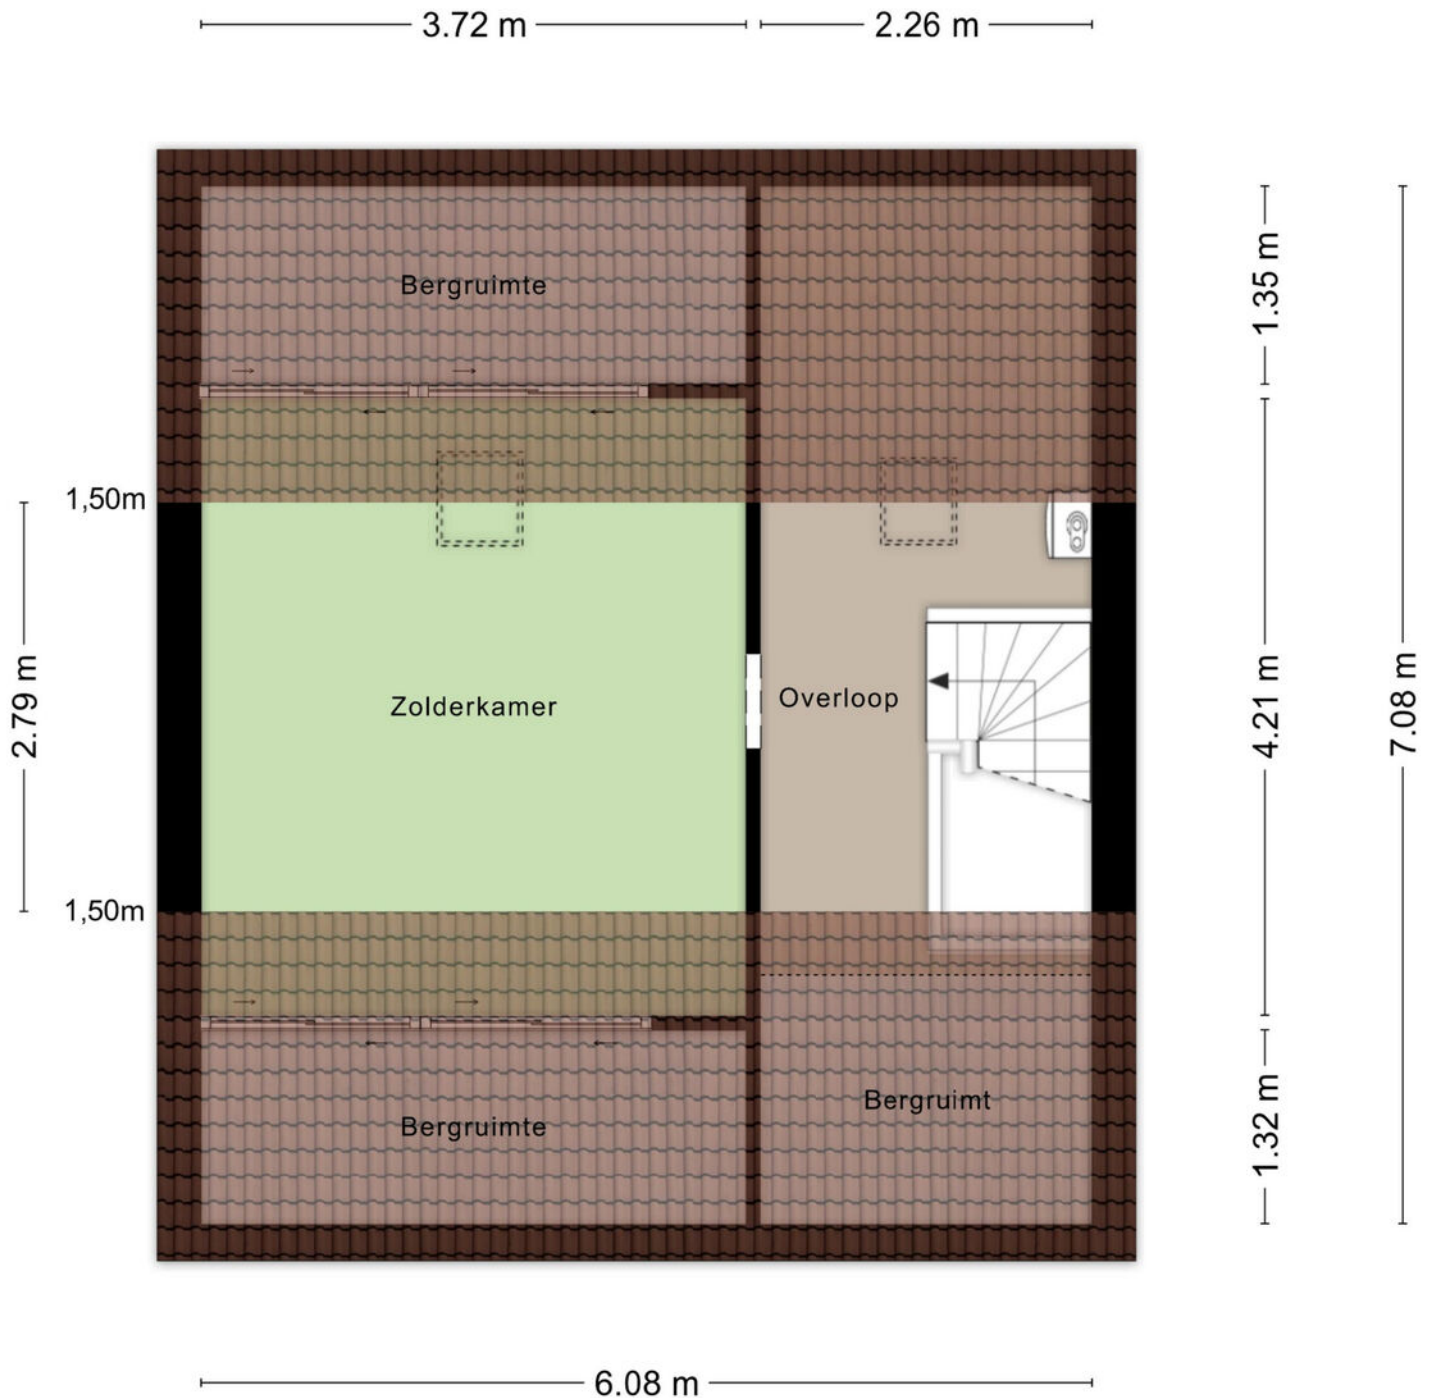 3.72 m
2.26 m
Bergruimte
1.35 m
1,50m
Zolderkamer
Overloop
2.79 m
4.21 m
7.08 m
1,50m
Bergruimt
Bergruimte
1.32 m
6.08 m